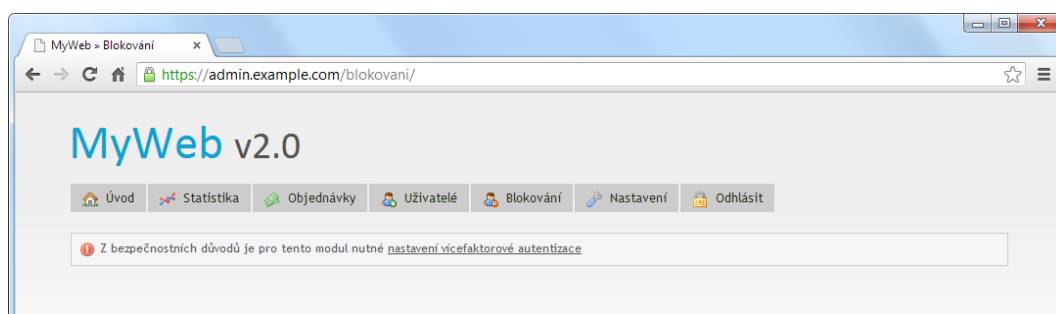 MyWeb » Blokování
https://admin.example.com/blokovani/
MyWeb v2.0
Úvod Statistika Objednávky Uživatelé Blokování Nastavení Odhlásit
Z bezpečnostních důvodů je pro tento modul nutné nastavení vícefaktorové autentizace